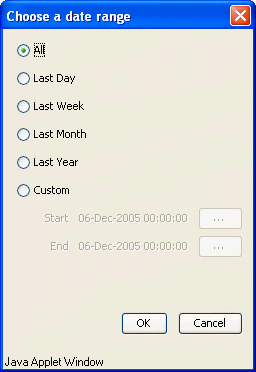 Choose a date range
All
Last Day
Last Week
Last Month
Last Year
Custom
Start 06-Dec-2005 00:00:00 ...
End 06-Dec-2005 00:00:00 ...
OK Cancel
Java Applet Window